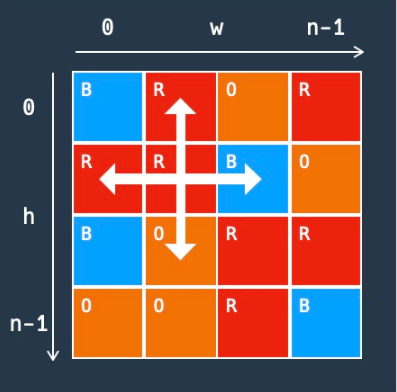 0 w n-1
0
B R O R
R R B O
h
B O R R
n-1
O O R B